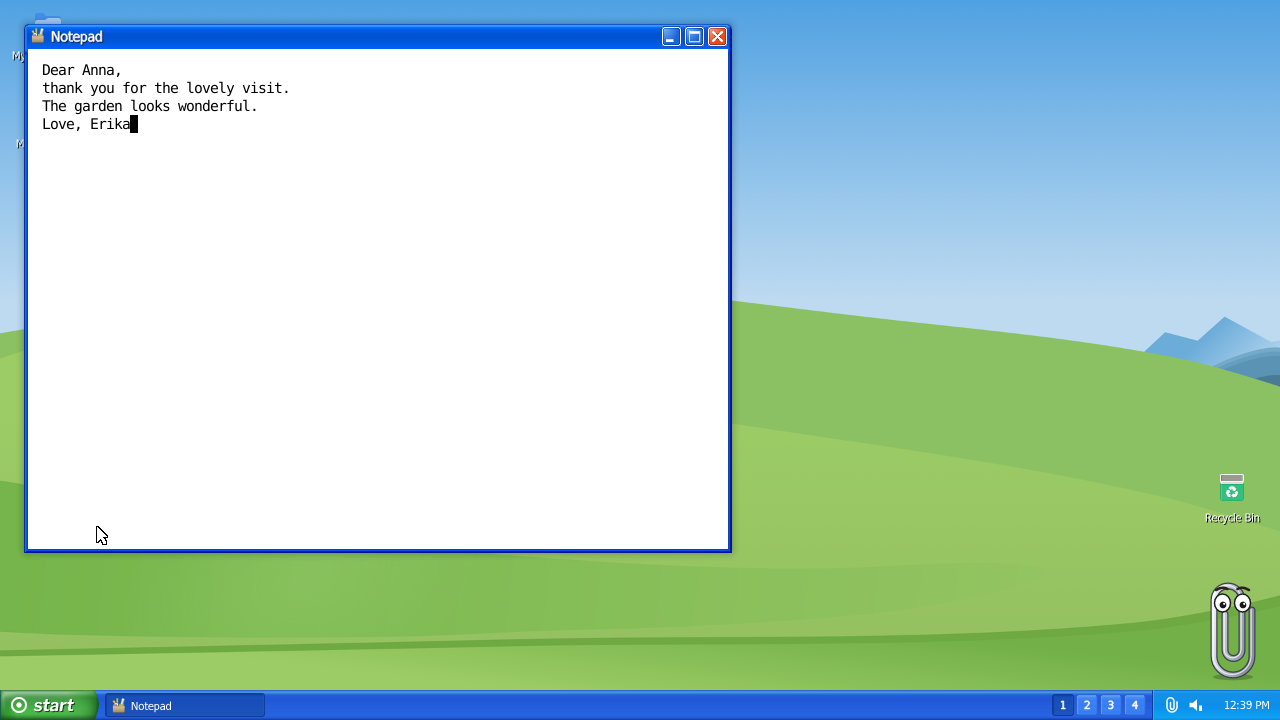 Notepad
Dear Anna,
thank you for the lovely visit.
The garden looks wonderful.
Love, Erika
Recycle Bin
start
Notepad
1 2 3 4
12:39 PM